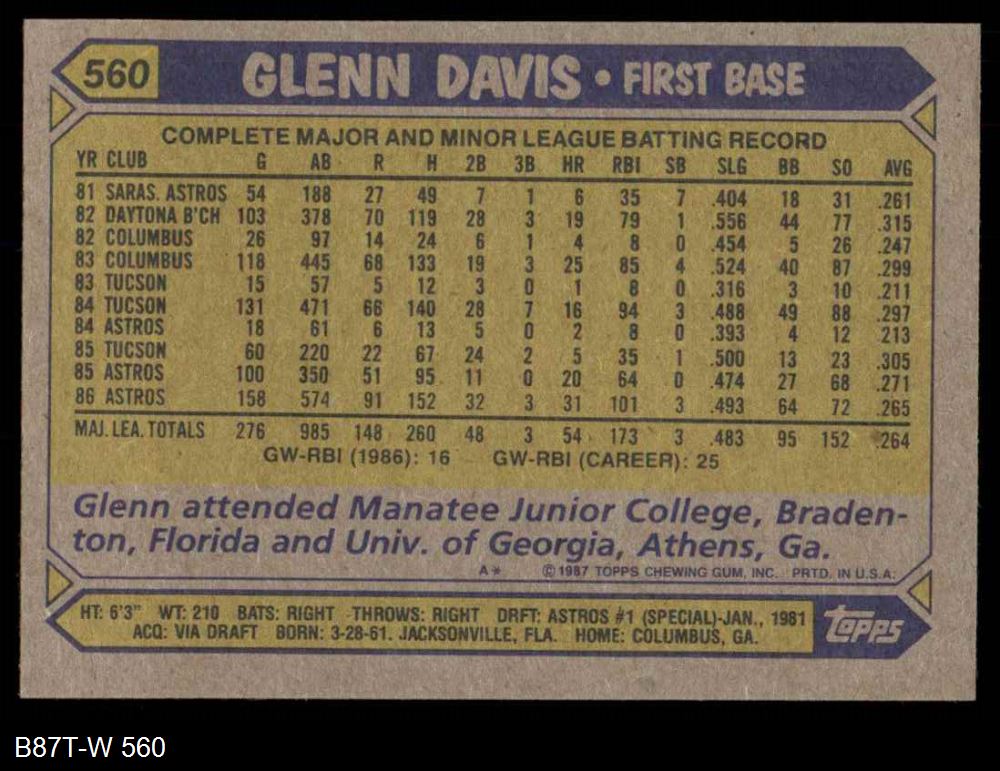 560 GLENN DAVIS • FIRST BASE
COMPLETE MAJOR AND MINOR LEAGUE BATTING RECORD
YR CLUB G AB R H 2B 3B HR RBI SB SLG BB SO AVG
81 SARAS. ASTROS 54 188 27 49 7 1 6 35 7 .404 18 31 .261
82 DAYTONA B'CH 103 378 70 119 28 3 19 79 1 .556 44 77 .315
82 COLUMBUS 26 97 14 24 6 1 4 8 0 .454 5 26 .247
83 COLUMBUS 118 445 68 133 19 3 25 85 4 .524 40 87 .299
83 TUCSON 15 57 5 12 3 0 1 8 0 .316 3 10 .211
84 TUCSON 131 471 66 140 28 7 16 94 3 .488 49 88 .297
84 ASTROS 18 61 6 13 5 0 2 8 0 .393 4 12 .213
85 TUCSON 60 220 22 67 24 2 5 35 1 .500 13 23 .305
85 ASTROS 100 350 51 95 11 0 20 64 0 .474 27 68 .271
86 ASTROS 158 574 91 152 32 3 31 101 3 .493 64 72 .265
MAJ. LEA. TOTALS 276 985 148 260 48 3 54 173 3 .483 95 152 .264
GW-RBI (1986): 16 GW-RBI (CAREER): 25
Glenn attended Manatee Junior College, Braden-
ton, Florida and Univ. of Georgia, Athens, Ga.
A* © 1987 TOPPS CHEWING GUM, INC. PRTD. IN U.S.A.
HT: 6'3" WT: 210 BATS: RIGHT THROWS: RIGHT DRFT: ASTROS #1 (SPECIAL)-JAN., 1981
ACQ: VIA DRAFT BORN: 3-28-61. JACKSONVILLE, FLA. HOME: COLUMBUS, GA.
Topps
B87T-W 560